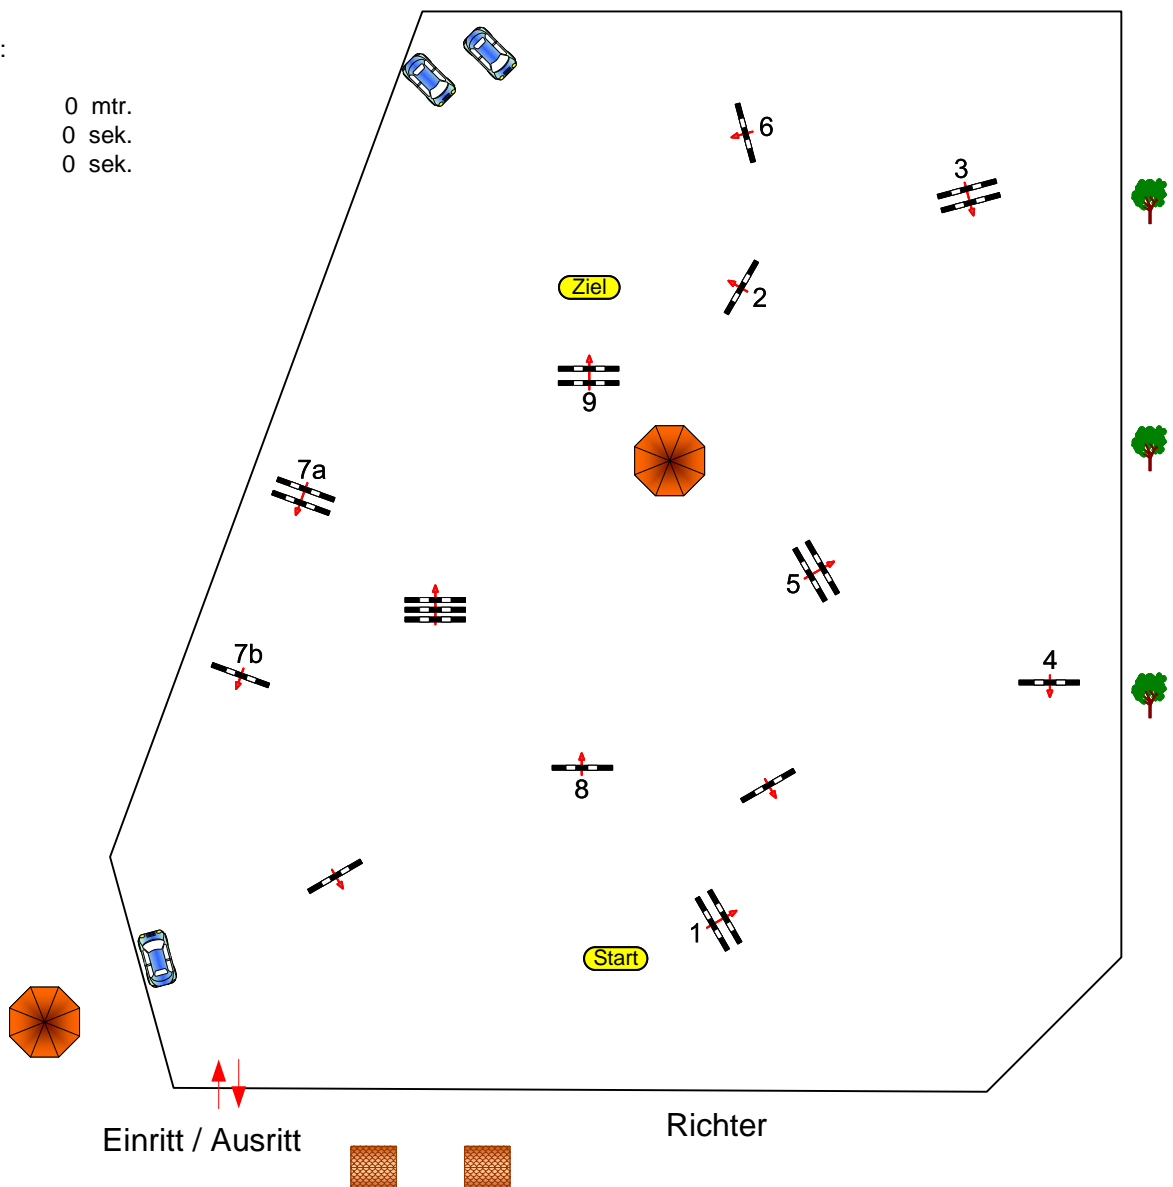 :
0 mtr.
0 sek.
0 sek.
6
3
Ziel
2
9
7a
5
7b
4
8
1
Start
Richter
Einritt / Ausritt